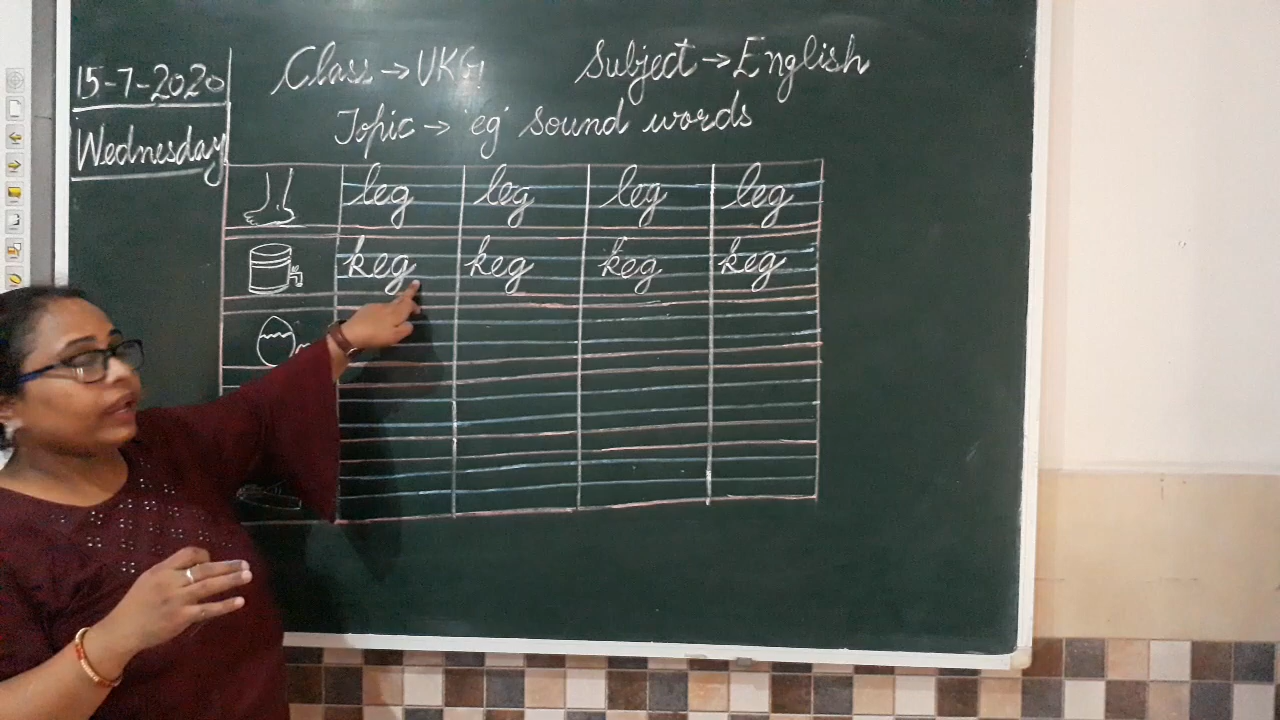 15-7-2020
Wednesday
Class → UKG
Subject → English
Topic → 'eg' sound words
leg leg leg leg
keg keg keg keg